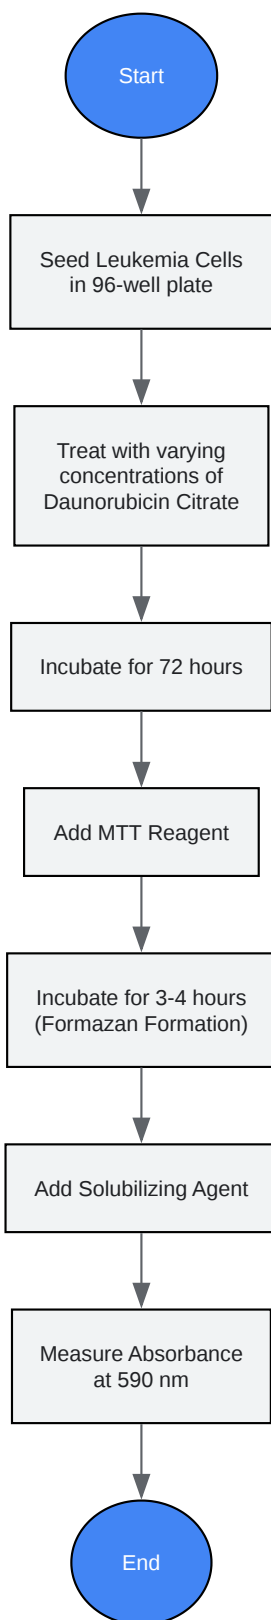 Start
Seed Leukemia Cells
in 96-well plate
Treat with varying
concentrations of
Daunorubicin Citrate
Incubate for 72 hours
Add MTT Reagent
Incubate for 3-4 hours
(Formazan Formation)
Add Solubilizing Agent
Measure Absorbance
at 590 nm
End